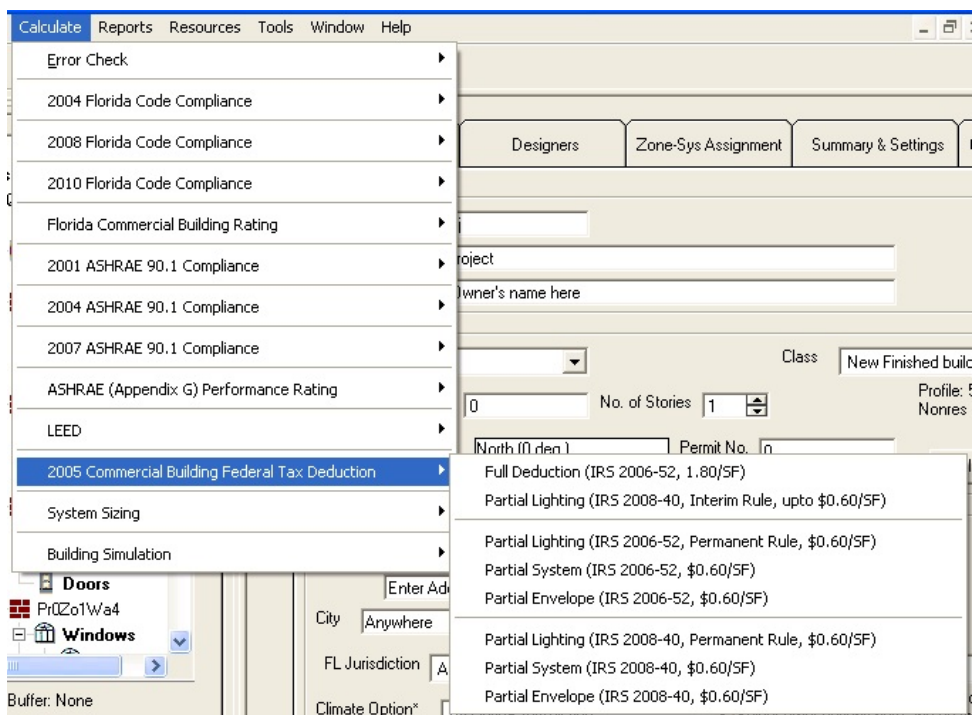 Calculate Reports Resources Tools Window Help
Error Check
2004 Florida Code Compliance
2008 Florida Code Compliance
Designers Zone-Sys Assignment Summary & Settings
2010 Florida Code Compliance
Florida Commercial Building Rating
2001 ASHRAE 90.1 Compliance
roject
2004 ASHRAE 90.1 Compliance
Owner's name here
2007 ASHRAE 90.1 Compliance
Class New Finished build
ASHRAE (Appendix G) Performance Rating
0 No. of Stories 1
Profile: 5
Nonres
LEED
North (0 deg.) Permit No. 0
2005 Commercial Building Federal Tax Deduction
Full Deduction (IRS 2006-52, 1.80/SF)
Partial Lighting (IRS 2008-40, Interim Rule, upto $0.60/SF)
Partial Lighting (IRS 2006-52, Permanent Rule, $0.60/SF)
Partial System (IRS 2006-52, $0.60/SF)
Partial Envelope (IRS 2006-52, $0.60/SF)
Partial Lighting (IRS 2008-40, Permanent Rule, $0.60/SF)
Partial System (IRS 2008-40, $0.60/SF)
Partial Envelope (IRS 2008-40, $0.60/SF)
System Sizing
Building Simulation
Doors
Enter Ad
Pr0Zo1Wa4
City Anywhere
Windows
FL Jurisdiction A
Buffer: None
Climate Option*